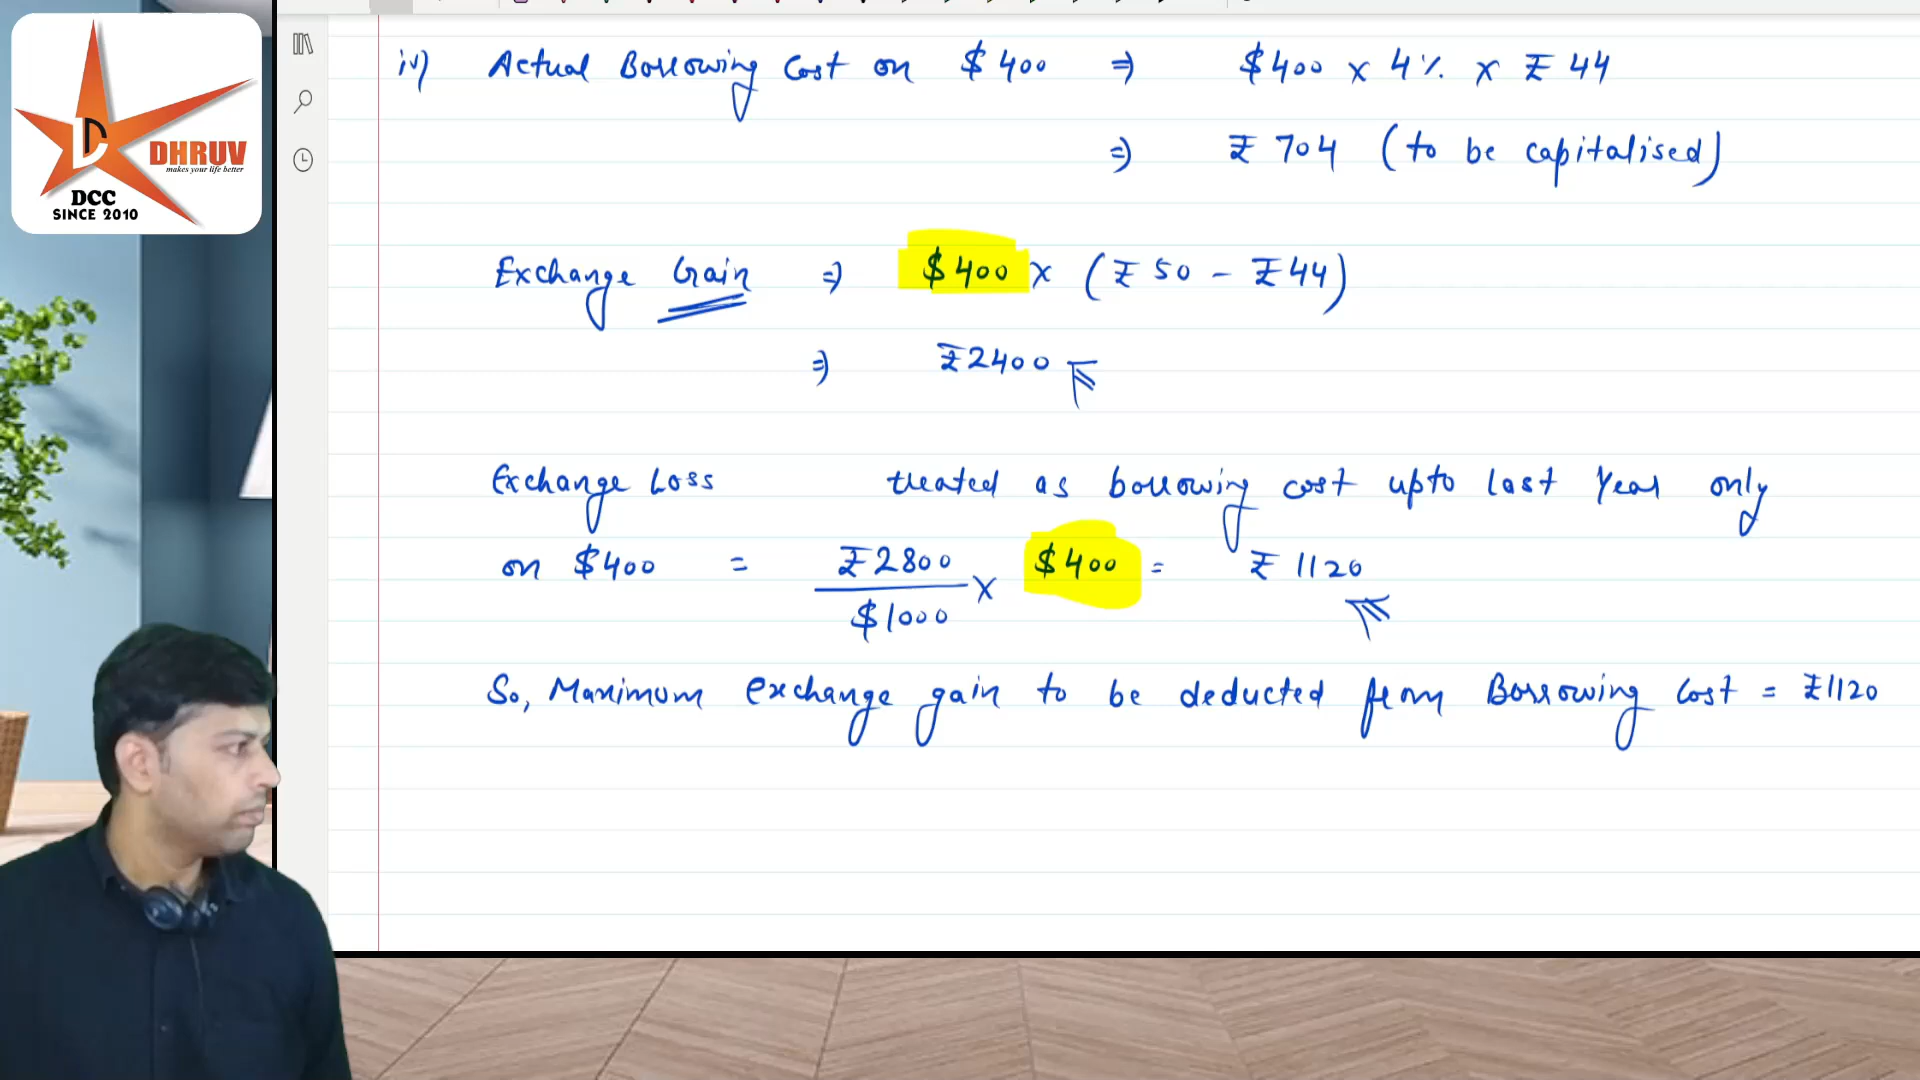 DHRUV
makes your life better
DCC
SINCE 2010
iv) Actual Borrowing Cost on $400 ⇒ $400 x 4% x ₹44
⇒ ₹704 (to be capitalised)
Exchange Gain ⇒ $400 x (₹50 - ₹44)
⇒ ₹2400
Exchange Loss treated as borrowing cost upto last Year only
on $400 = ₹2800/$1000 x $400 = ₹1120
So, Maximum exchange gain to be deducted from Borrowing Cost = ₹1120